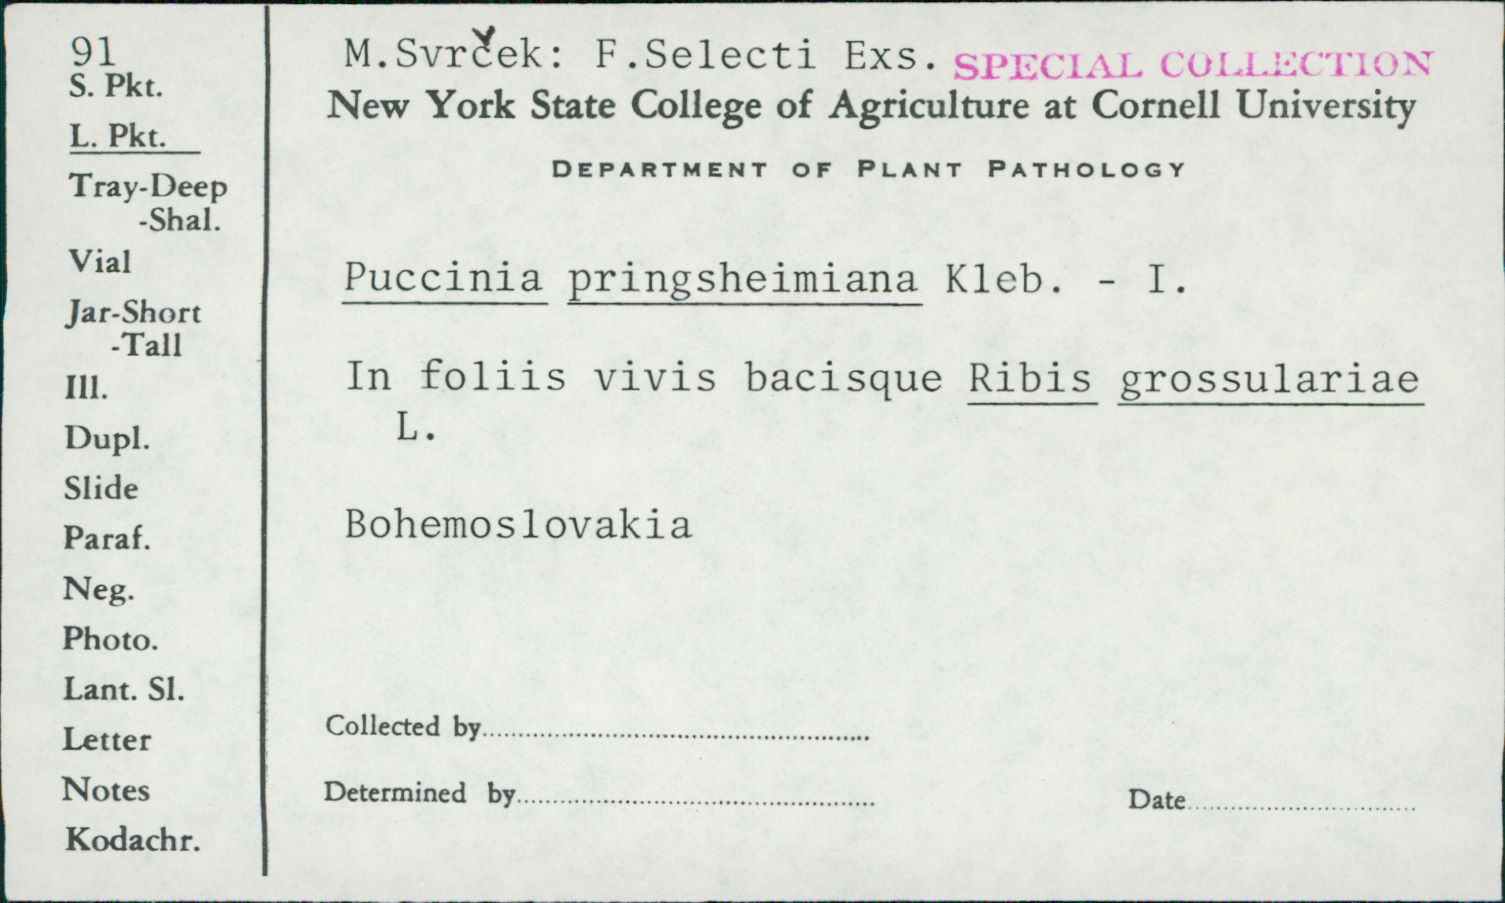 91
S. Pkt.
L. Pkt.
Tray-Deep
-Shal.
Vial
Jar-Short
-Tall
Ill.
Dupl.
Slide
Paraf.
Neg.
Photo.
Lant. Sl.
Letter
Notes
Kodachr.
M.Svrček: F.Selecti Exs. SPECIAL COLLECTION
New York State College of Agriculture at Cornell University
DEPARTMENT OF PLANT PATHOLOGY
Puccinia pringsheimiana Kleb. - I.
In foliis vivis bacisque Ribis grossulariae
L.
Bohemoslovakia
Collected by
Determined by
Date